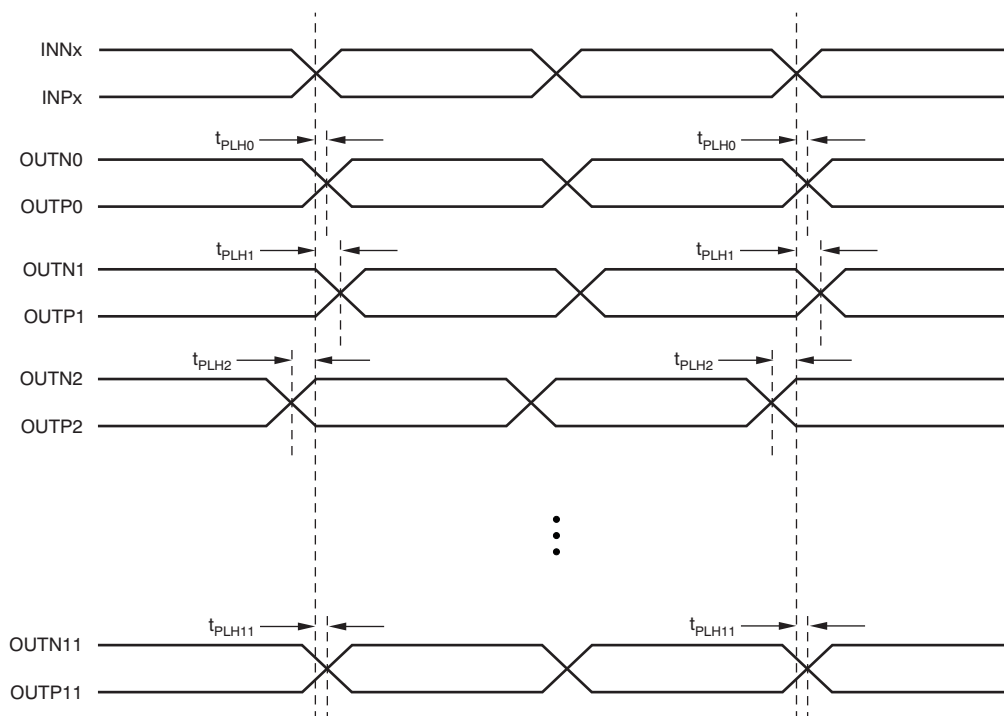 INNx
INPx
tPLH0 tPLH0
OUTN0
OUTP0
tPLH1 tPLH1
OUTN1
OUTP1
tPLH2 tPLH2
OUTN2
OUTP2
tPLH11 tPLH11
OUTN11
OUTP11